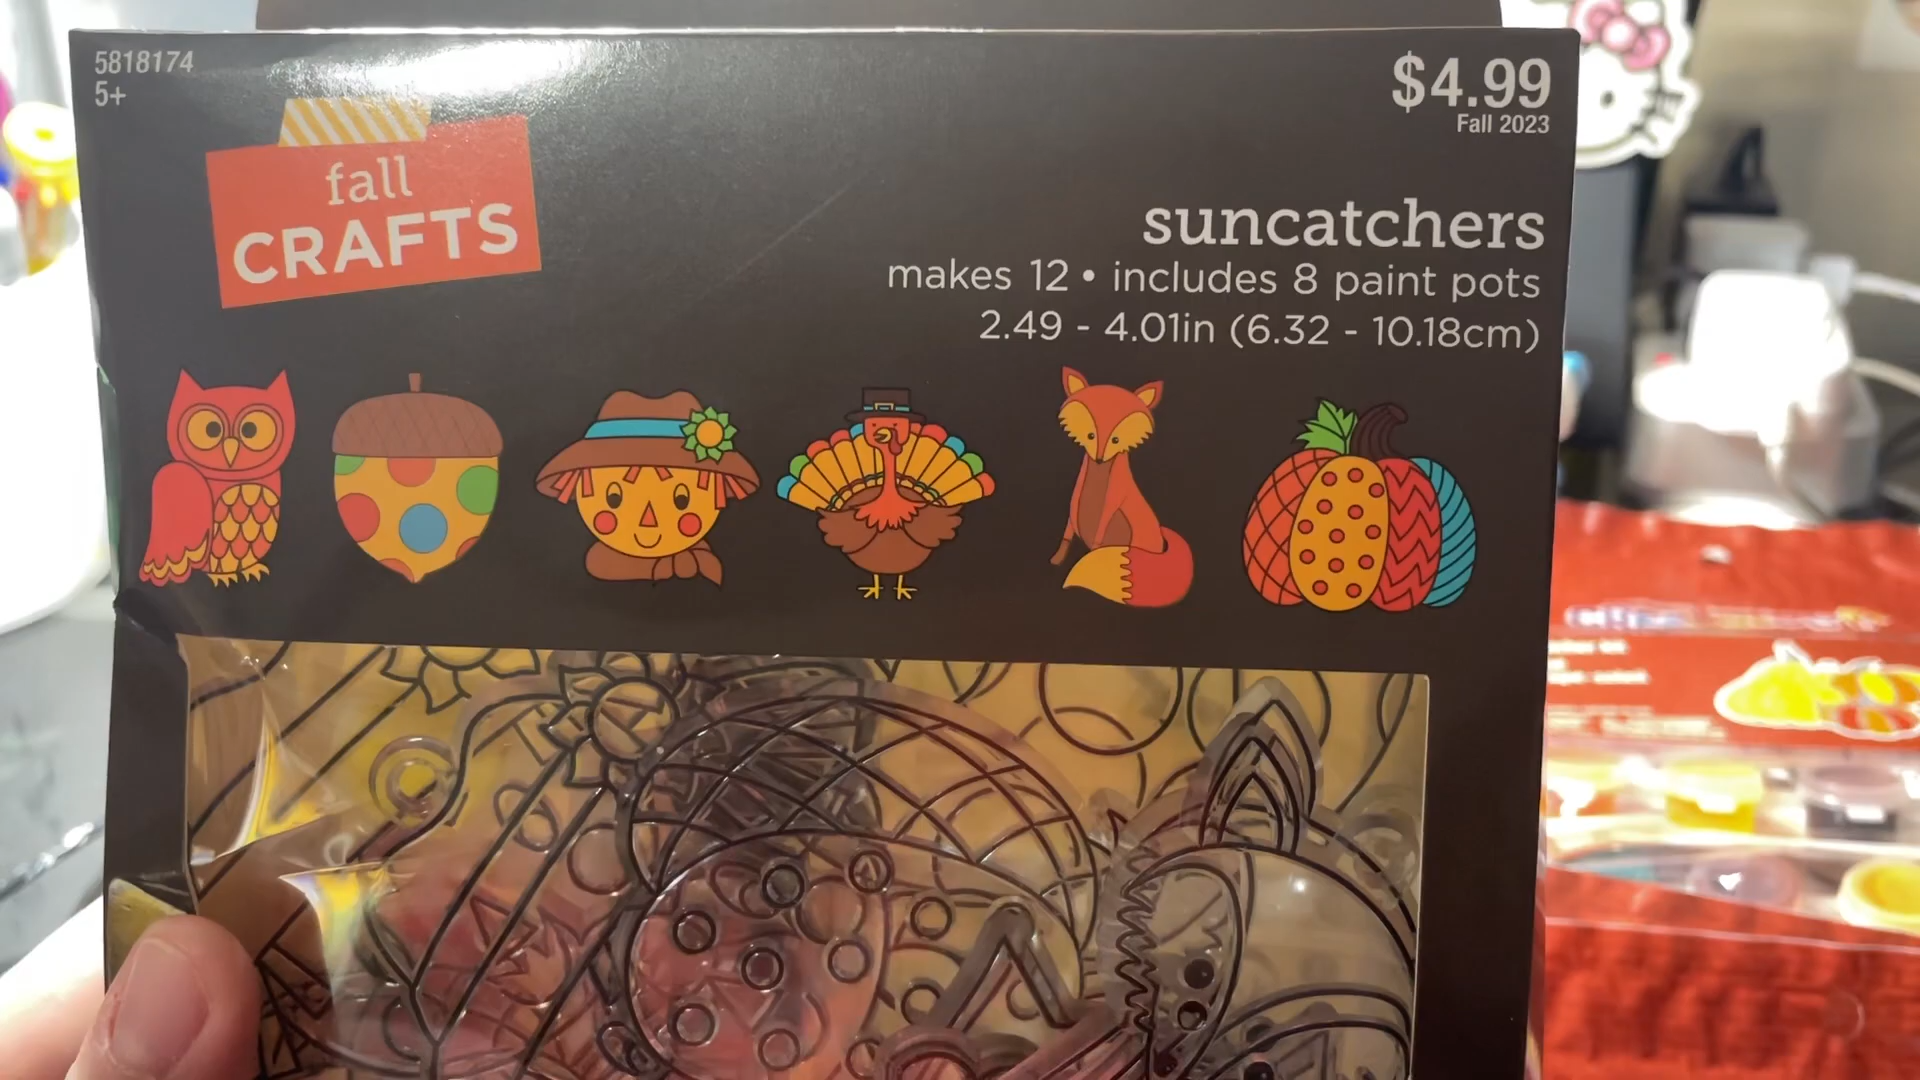 5818174
5+
fall
CRAFTS
$4.99
Fall 2023
suncatchers
makes 12 • includes 8 paint pots
2.49 - 4.01in (6.32 - 10.18cm)